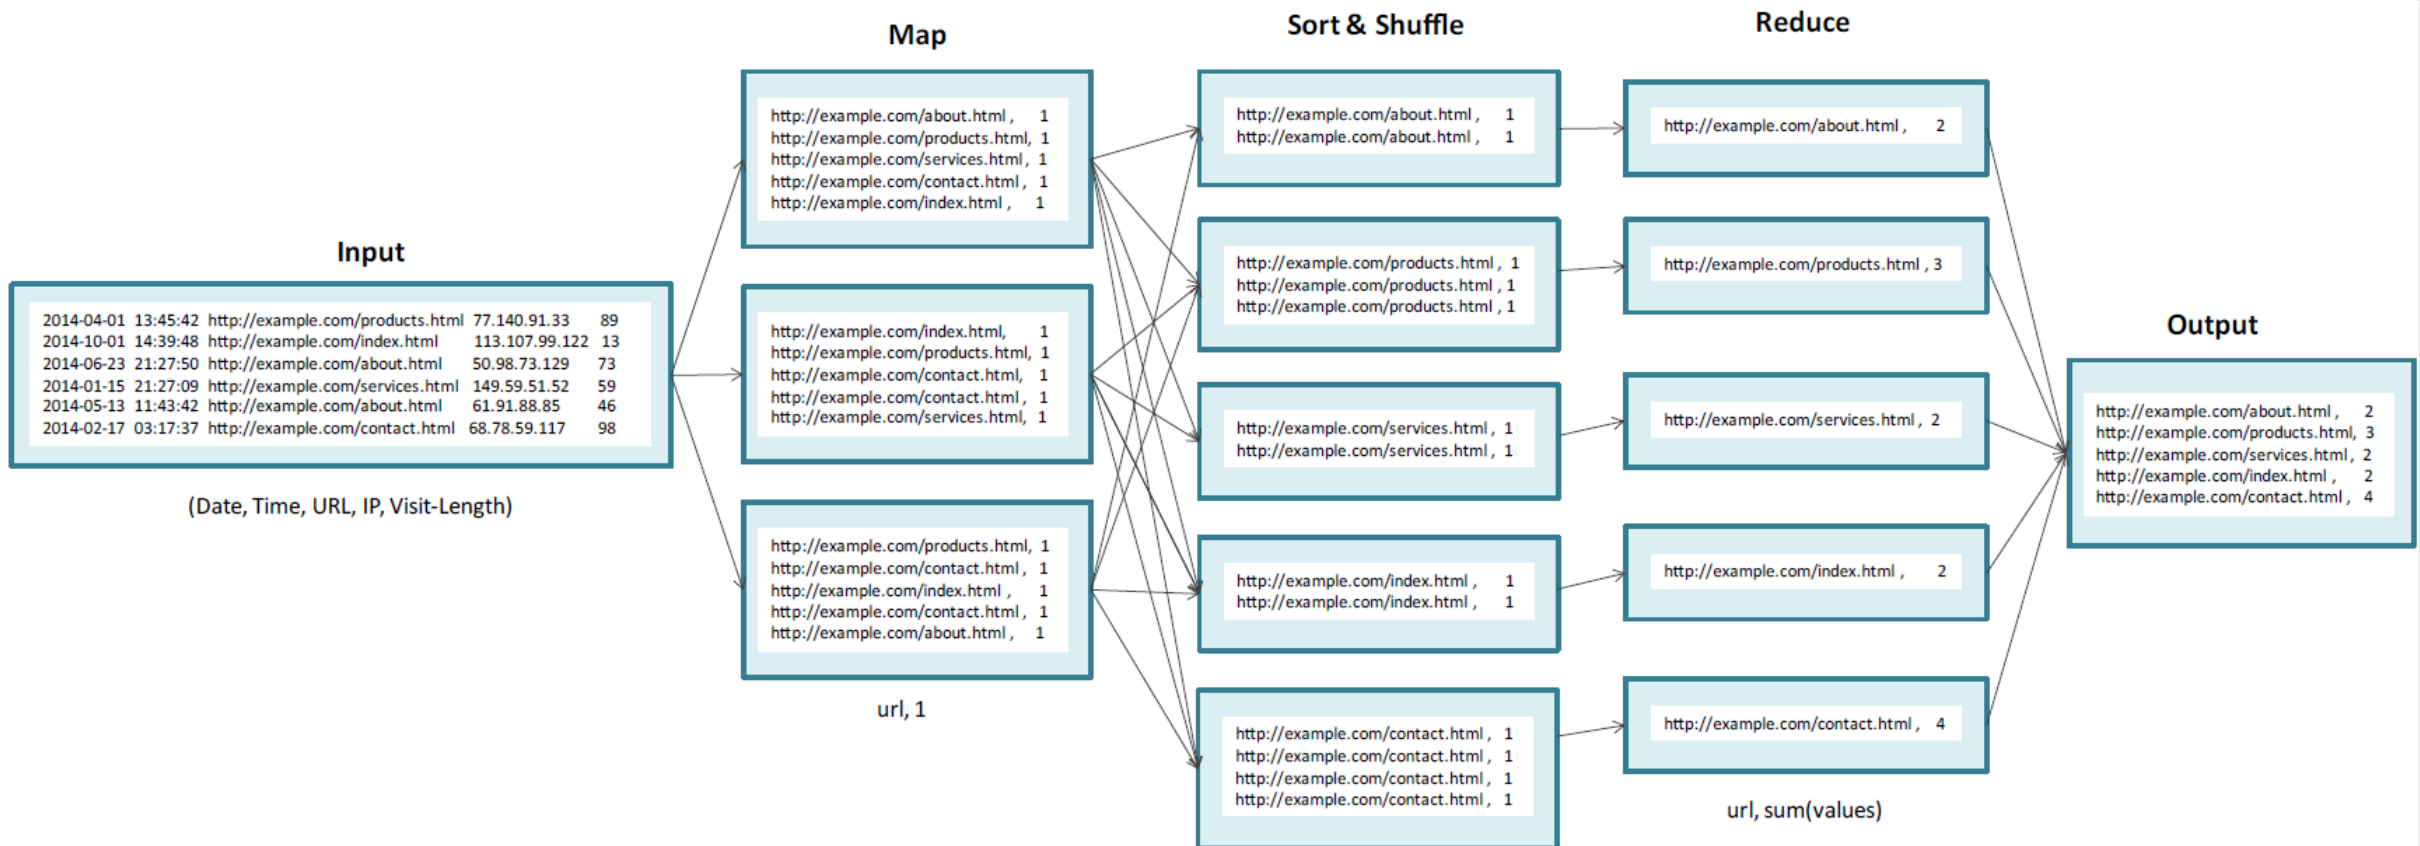 Input
2014-04-01 13:45:42 http://example.com/products.html 77.140.91.33 89
2014-10-01 14:39:48 http://example.com/index.html 113.107.99.122 13
2014-06-23 21:27:50 http://example.com/about.html 50.98.73.129 73
2014-01-15 21:27:09 http://example.com/services.html 149.59.51.52 59
2014-05-13 11:43:42 http://example.com/about.html 61.91.88.85 46
2014-02-17 03:17:37 http://example.com/contact.html 68.78.59.117 98
(Date, Time, URL, IP, Visit-Length)
Map
http://example.com/about.html , 1
http://example.com/products.html, 1
http://example.com/services.html, 1
http://example.com/contact.html , 1
http://example.com/index.html , 1
http://example.com/index.html, 1
http://example.com/products.html, 1
http://example.com/contact.html, 1
http://example.com/contact.html , 1
http://example.com/services.html, 1
http://example.com/products.html, 1
http://example.com/contact.html , 1
http://example.com/index.html , 1
http://example.com/contact.html , 1
http://example.com/about.html , 1
url, 1
Sort & Shuffle
http://example.com/about.html , 1
http://example.com/about.html , 1
http://example.com/products.html , 1
http://example.com/products.html , 1
http://example.com/products.html , 1
http://example.com/services.html , 1
http://example.com/services.html , 1
http://example.com/index.html , 1
http://example.com/index.html , 1
http://example.com/contact.html , 1
http://example.com/contact.html , 1
http://example.com/contact.html , 1
http://example.com/contact.html , 1
Reduce
http://example.com/about.html , 2
http://example.com/products.html , 3
http://example.com/services.html , 2
http://example.com/index.html , 2
http://example.com/contact.html , 4
url, sum(values)
Output
http://example.com/about.html , 2
http://example.com/products.html, 3
http://example.com/services.html , 2
http://example.com/index.html , 2
http://example.com/contact.html , 4